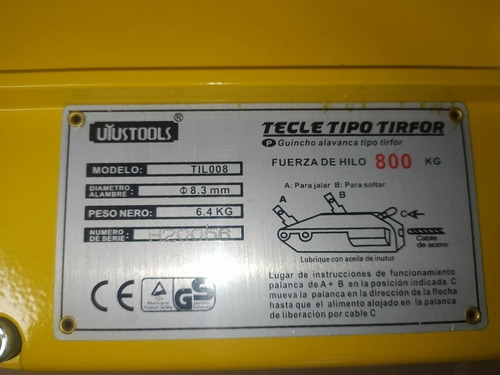 UYUSTOOLS ®
TECLE TIPO TIRFOR
P Guincho alavanca tipo tirfor
MODELO: TIL008
FUERZA DE HILO 800 KG
DIAMETRO ALAMBRE: Φ8.3 mm
A: Para jalar B: Para soltar
PESO NERO: 6.4 KG
A
B
C
NUMERO DE SERIE:
Cable de acero
Lubrique con aceite de inutur
Lugar de instrucciones de funcionamiento
palanca de A + B en la posición indicada C
mueva la palanca en la dirección de la flecha
hasta que el alimento alojado en la palanca
de liberación por cable C
CE
TÜV
GS